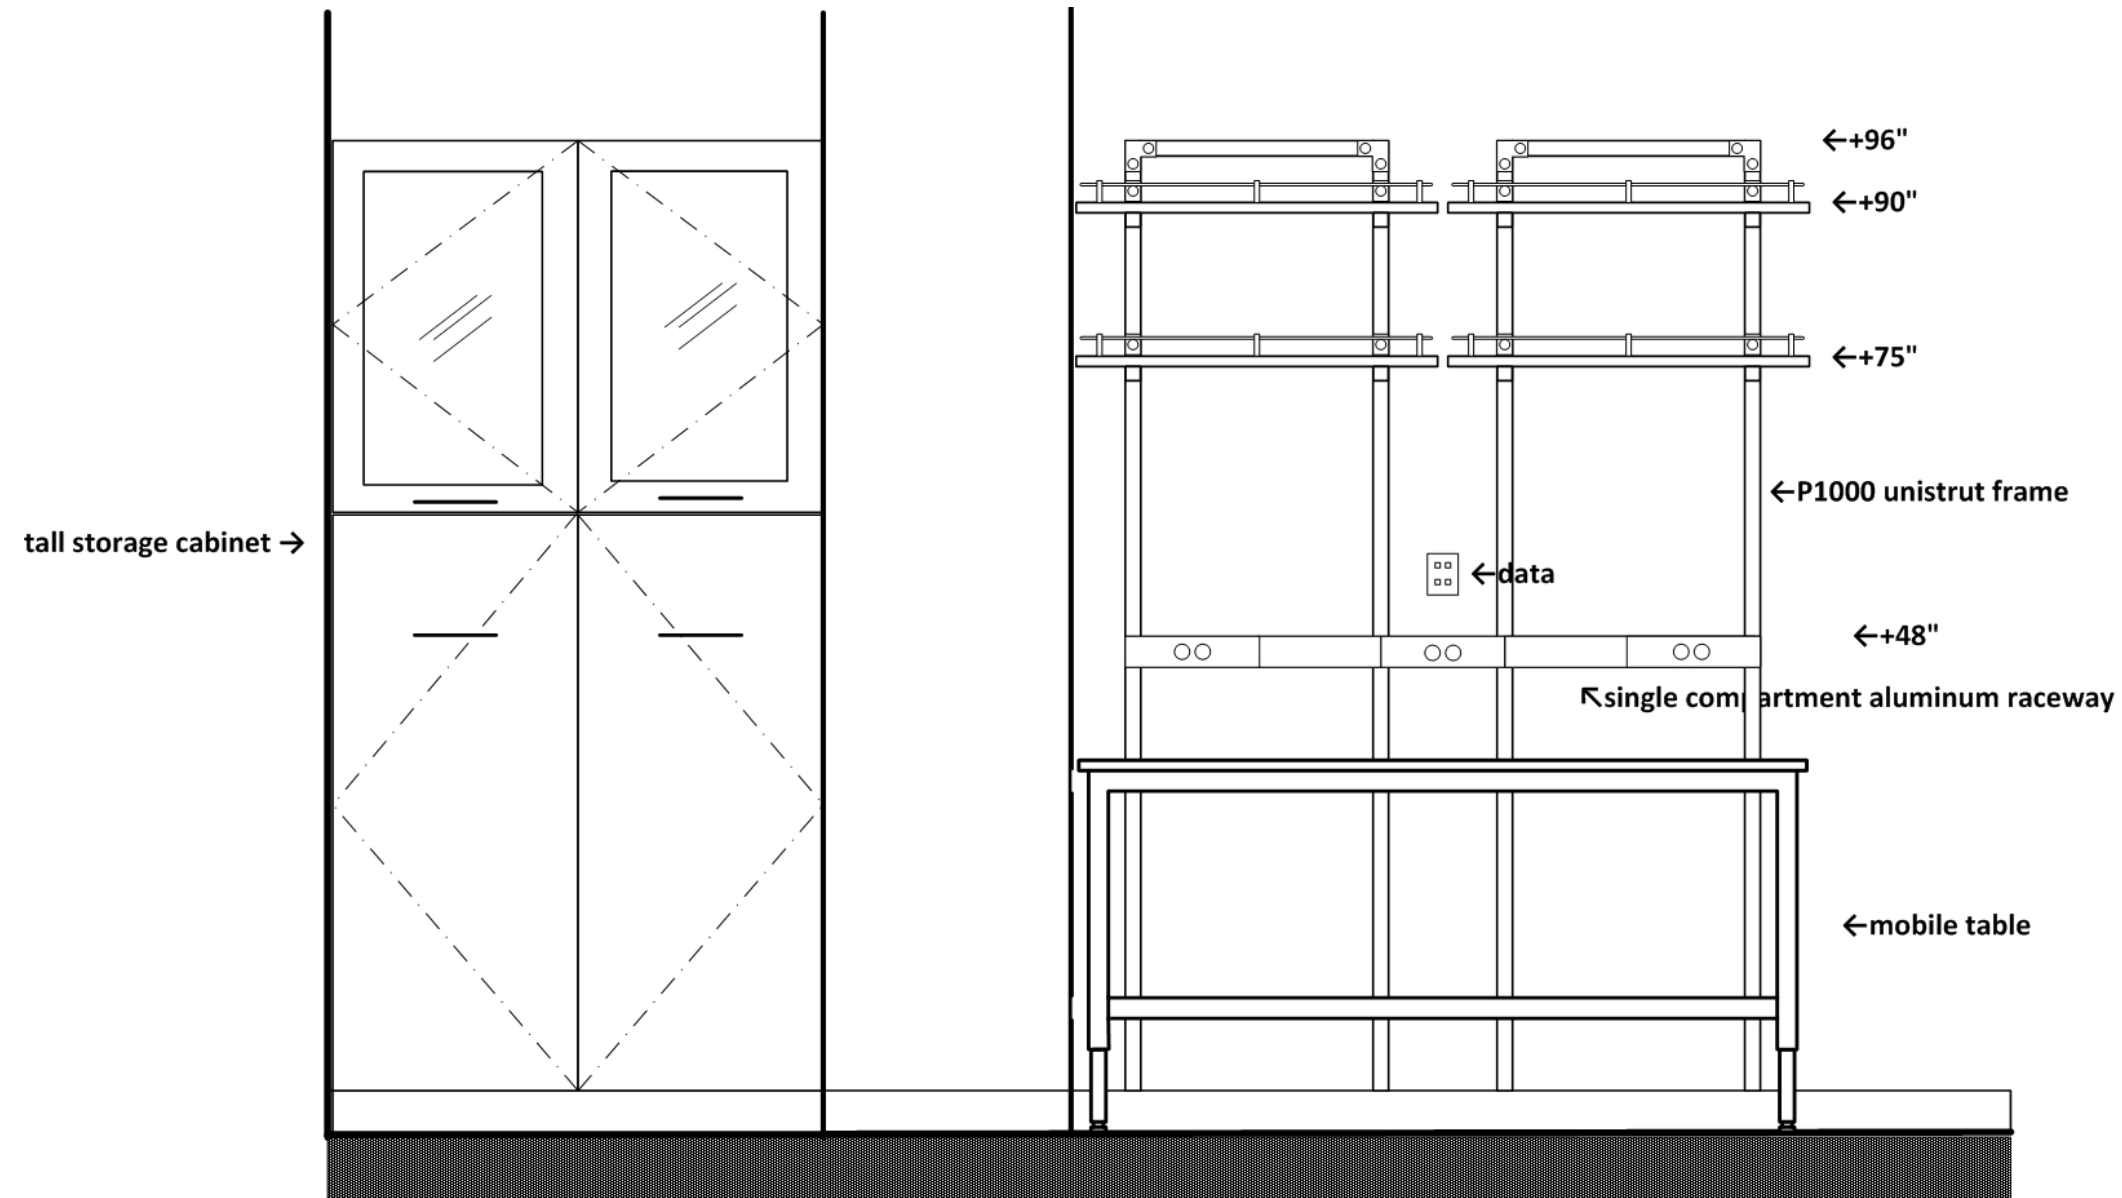 ←+96"
←+90"
←+75"
←P1000 unistrut frame
tall storage cabinet →
←data
←+48"
↖single compartment aluminum raceway
←mobile table